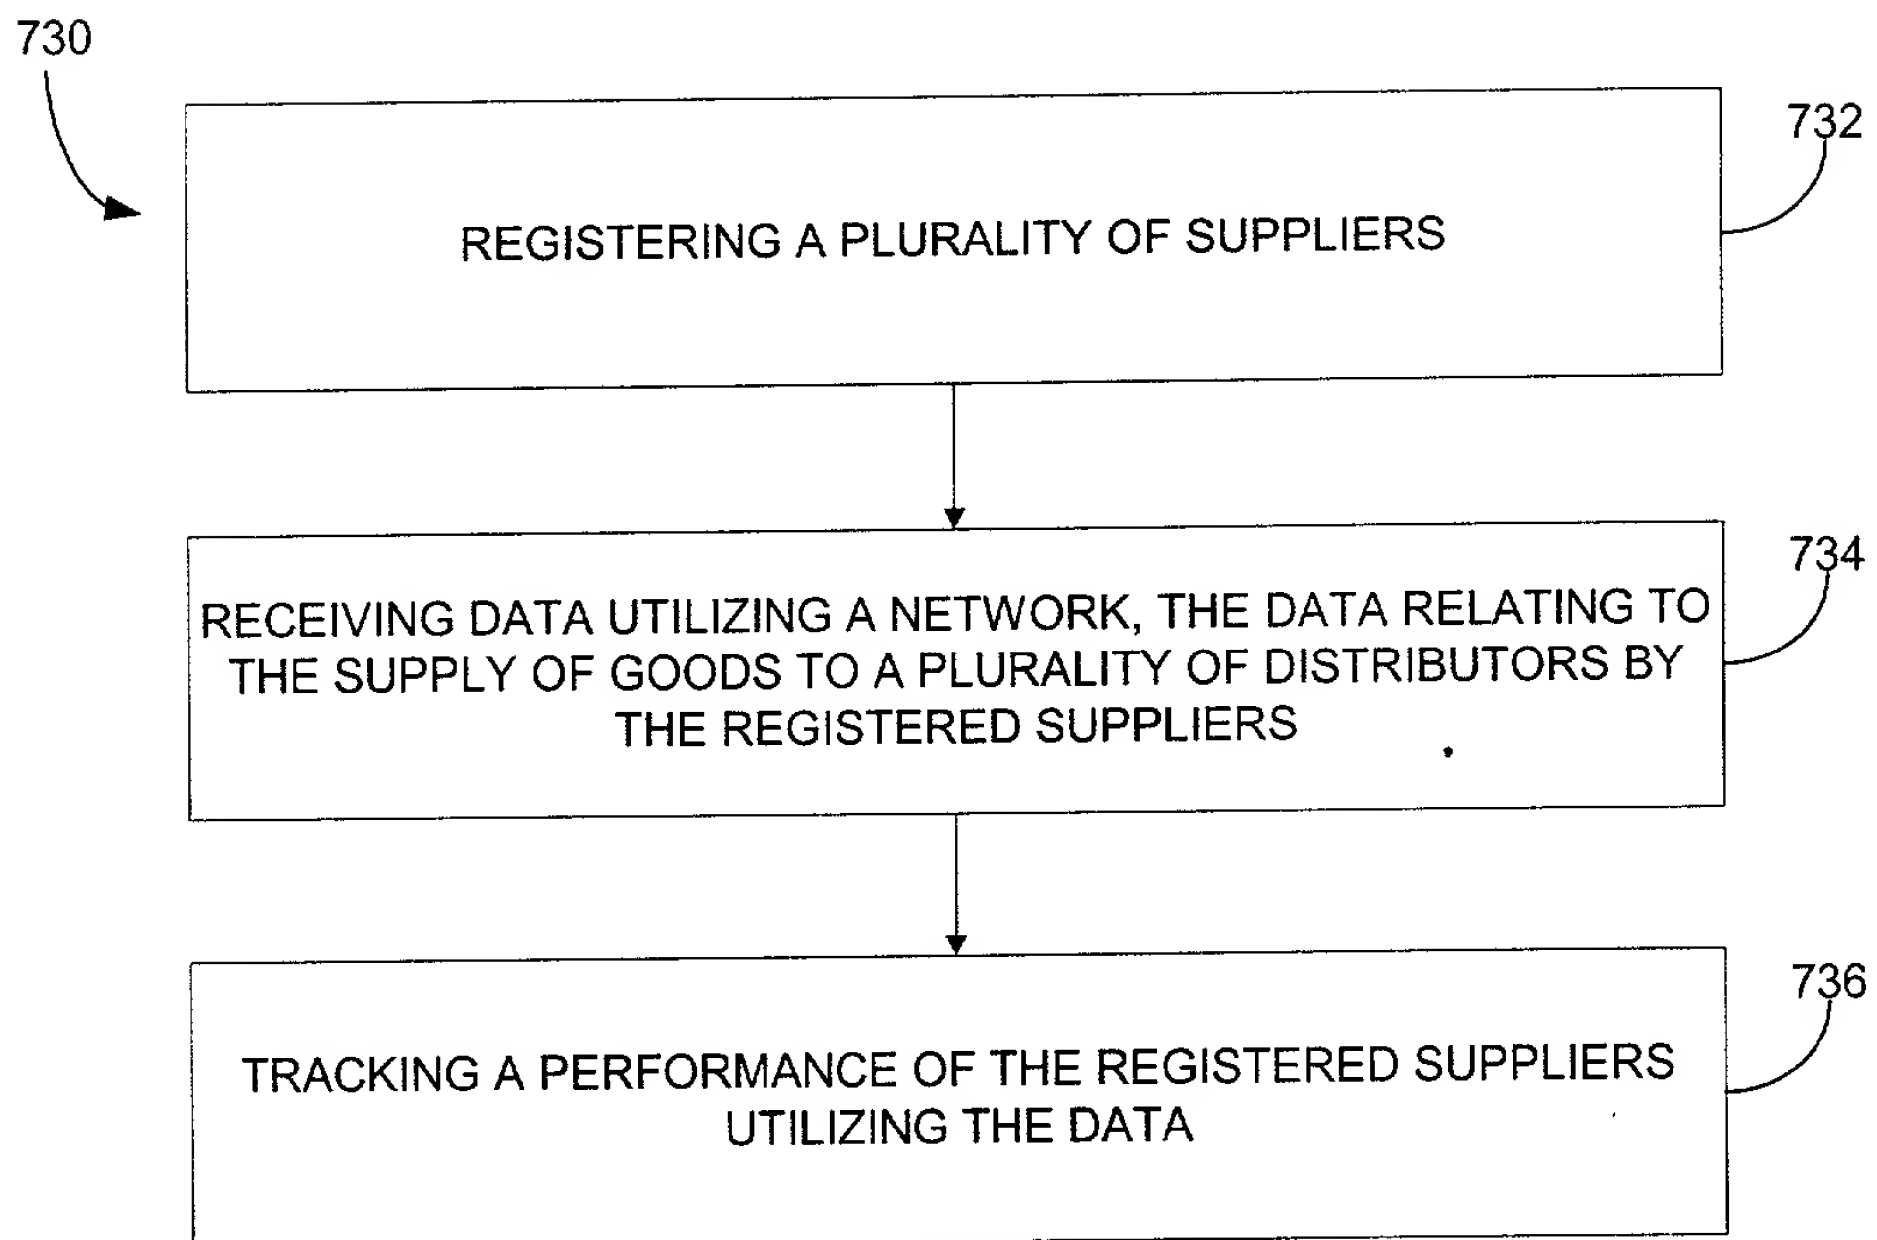 730
732
REGISTERING A PLURALITY OF SUPPLIERS
734
RECEIVING DATA UTILIZING A NETWORK, THE DATA RELATING TO
THE SUPPLY OF GOODS TO A PLURALITY OF DISTRIBUTORS BY
THE REGISTERED SUPPLIERS
736
TRACKING A PERFORMANCE OF THE REGISTERED SUPPLIERS
UTILIZING THE DATA